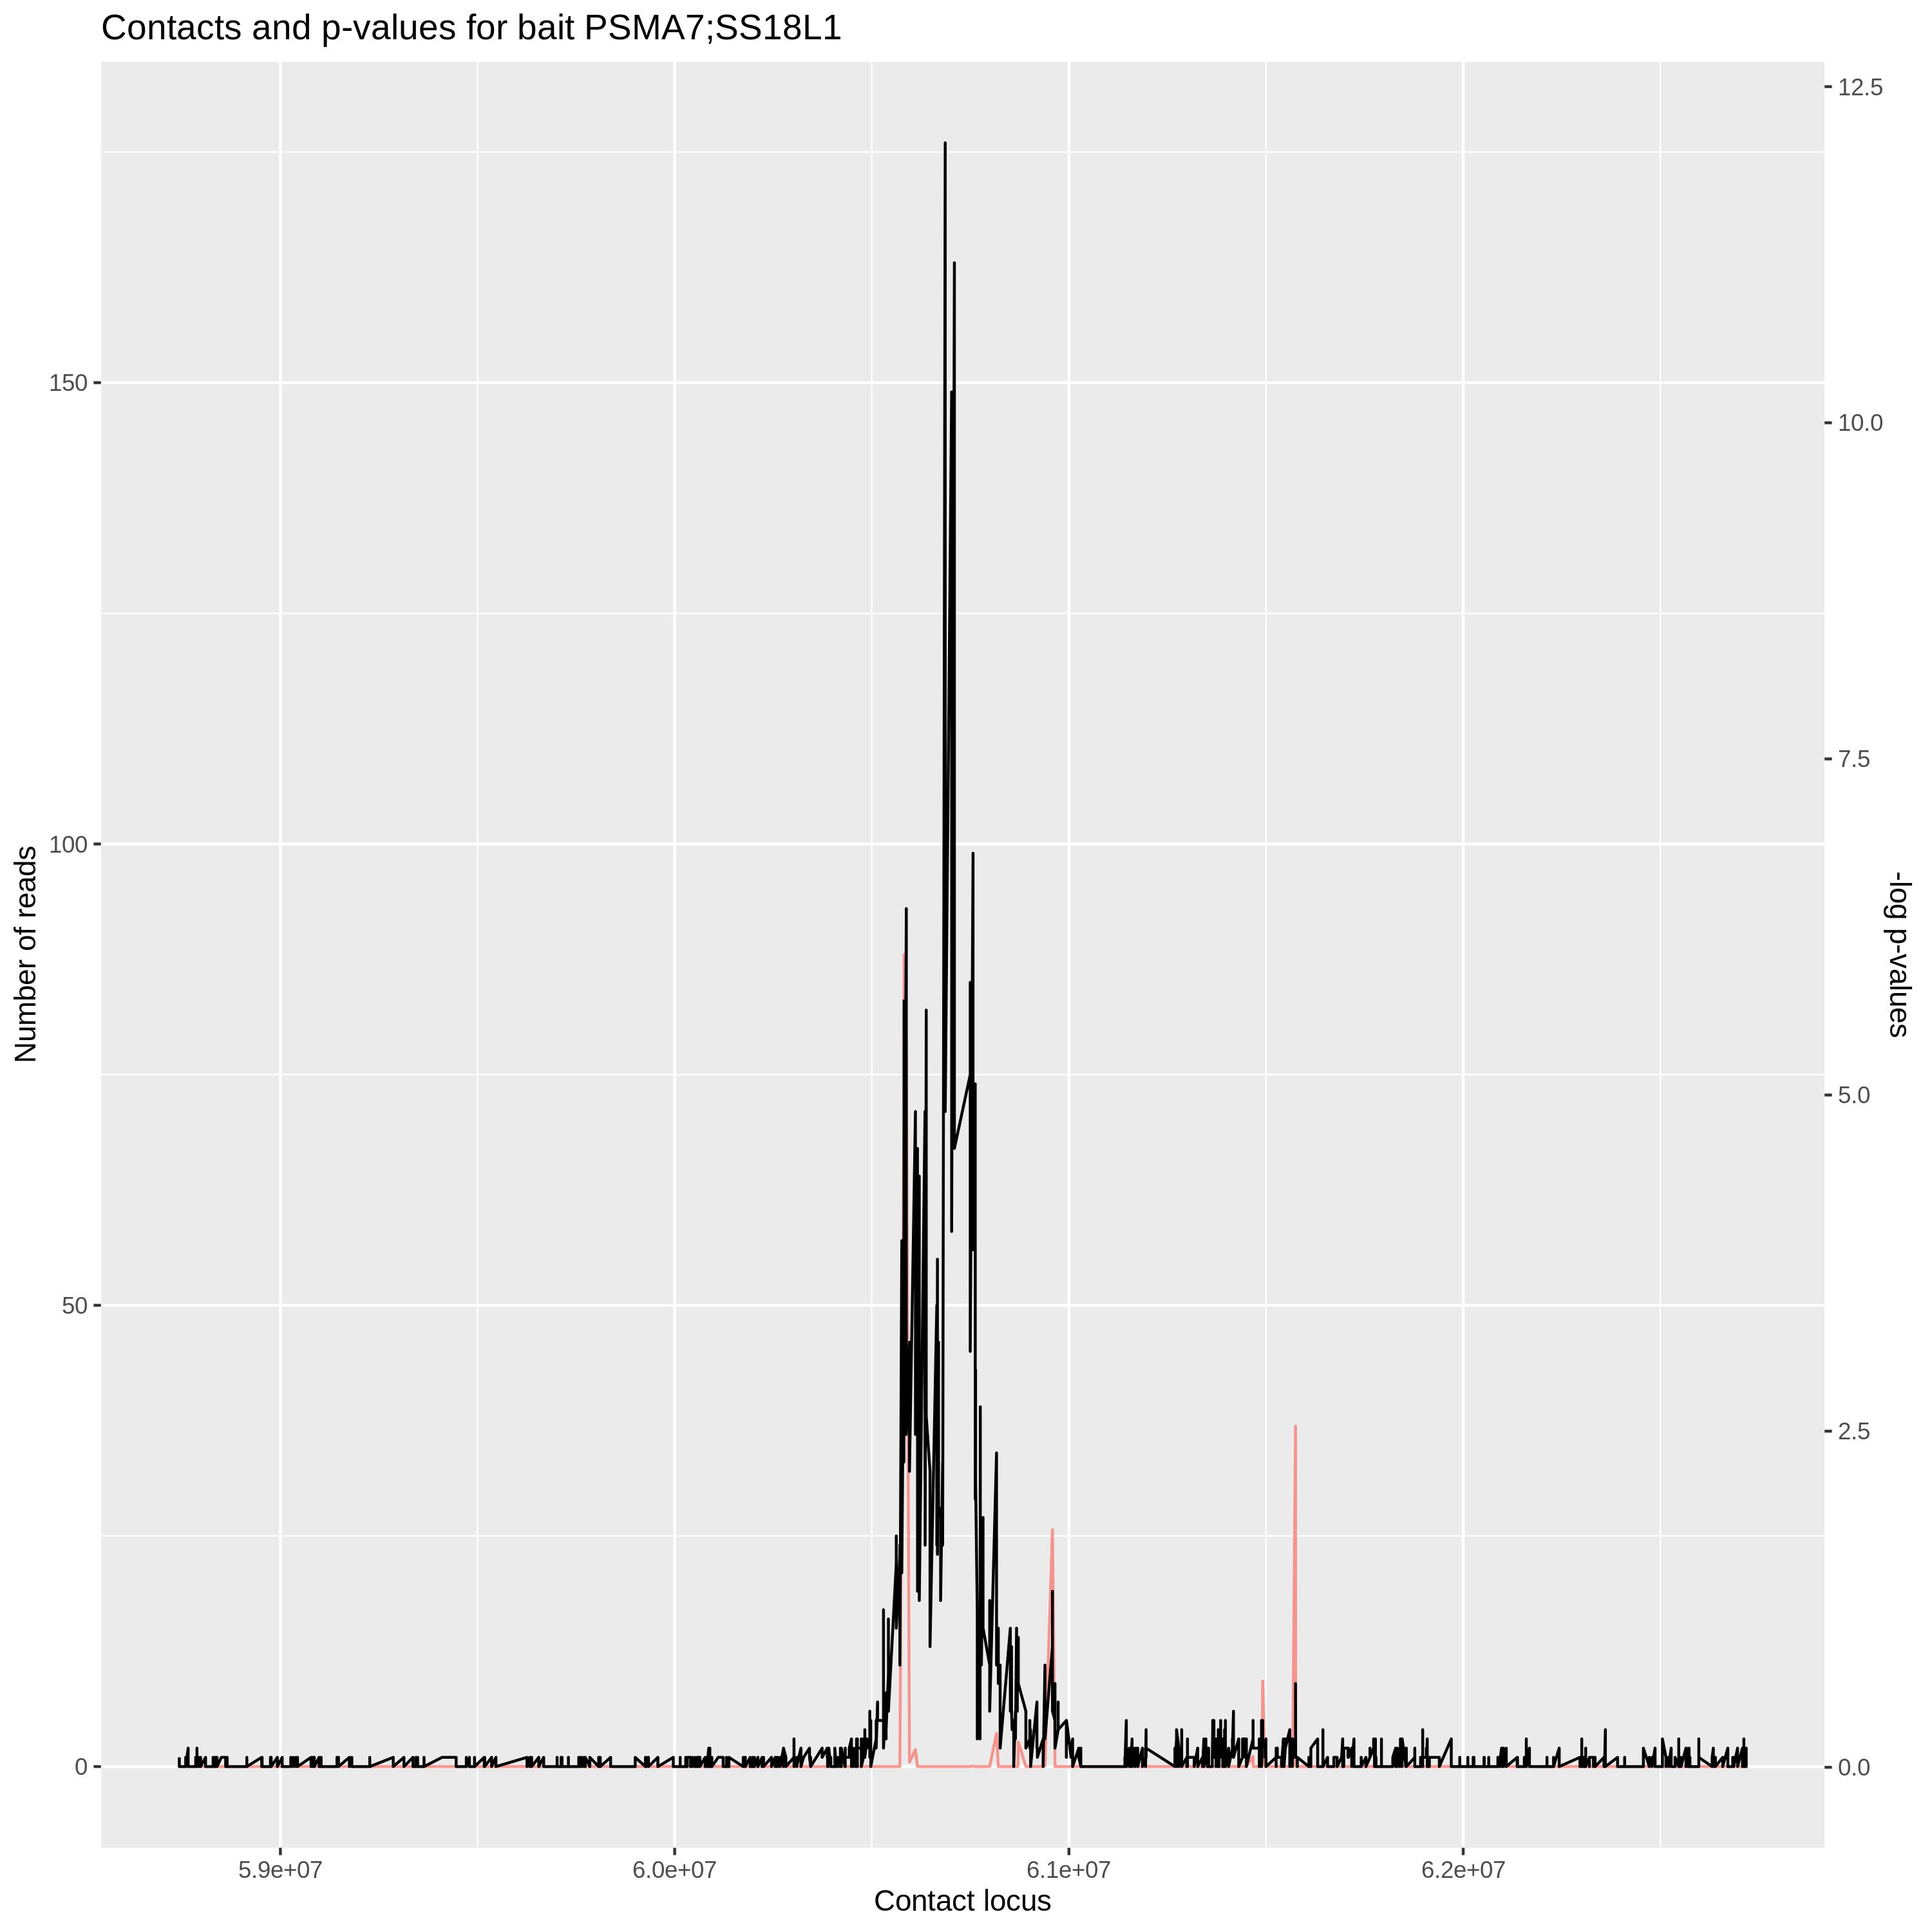 Contacts and p-values for bait PSMA7;SS18L1
Number of reads
150
100
50
0
12.5
10.0
7.5
5.0
2.5
0.0
-log p-values
5.9e+07
6.0e+07
6.1e+07
6.2e+07
Contact locus